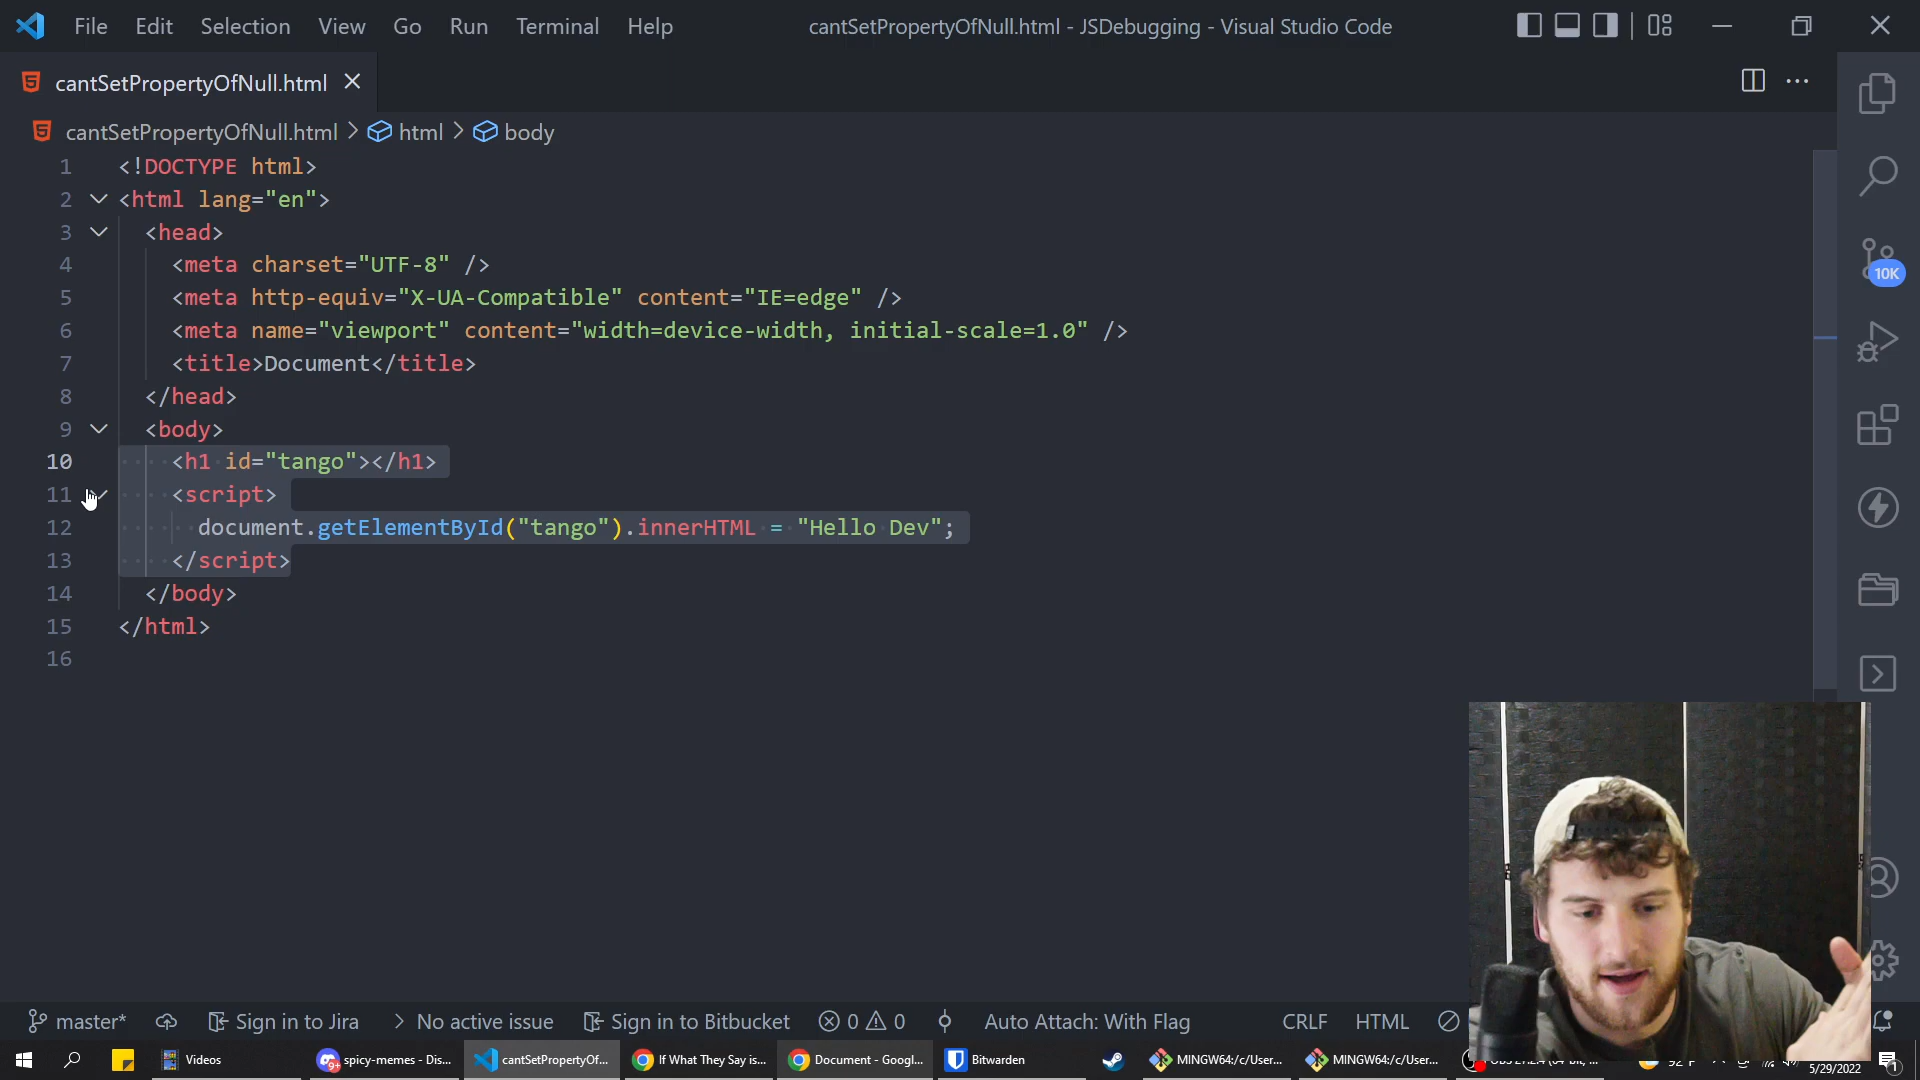 File Edit Selection View Go Run Terminal Help cantSetPropertyOfNull.html - JSDebugging - Visual Studio Code
cantSetPropertyOfNull.html
cantSetPropertyOfNull.html > html > body
1 <!DOCTYPE html>
2 <html lang="en">
3 <head>
4 <meta charset="UTF-8" />
5 <meta http-equiv="X-UA-Compatible" content="IE=edge" />
6 <meta name="viewport" content="width=device-width, initial-scale=1.0" />
7 <title>Document</title>
8 </head>
9 <body>
10 <h1 id="tango"></h1>
11 <script>
12 document.getElementById("tango").innerHTML = "Hello Dev";
13 </script>
14 </body>
15 </html>
16
10K
master* Sign in to Jira No active issue Sign in to Bitbucket 0 0 Auto Attach: With Flag CRLF HTML
Videos 9+ spicy-memes - Dis... cantSetPropertyOf... If What They Say is... Document - Googl... Bitwarden MINGW64:/c/User... MINGW64:/c/User...
5/29/2022 1